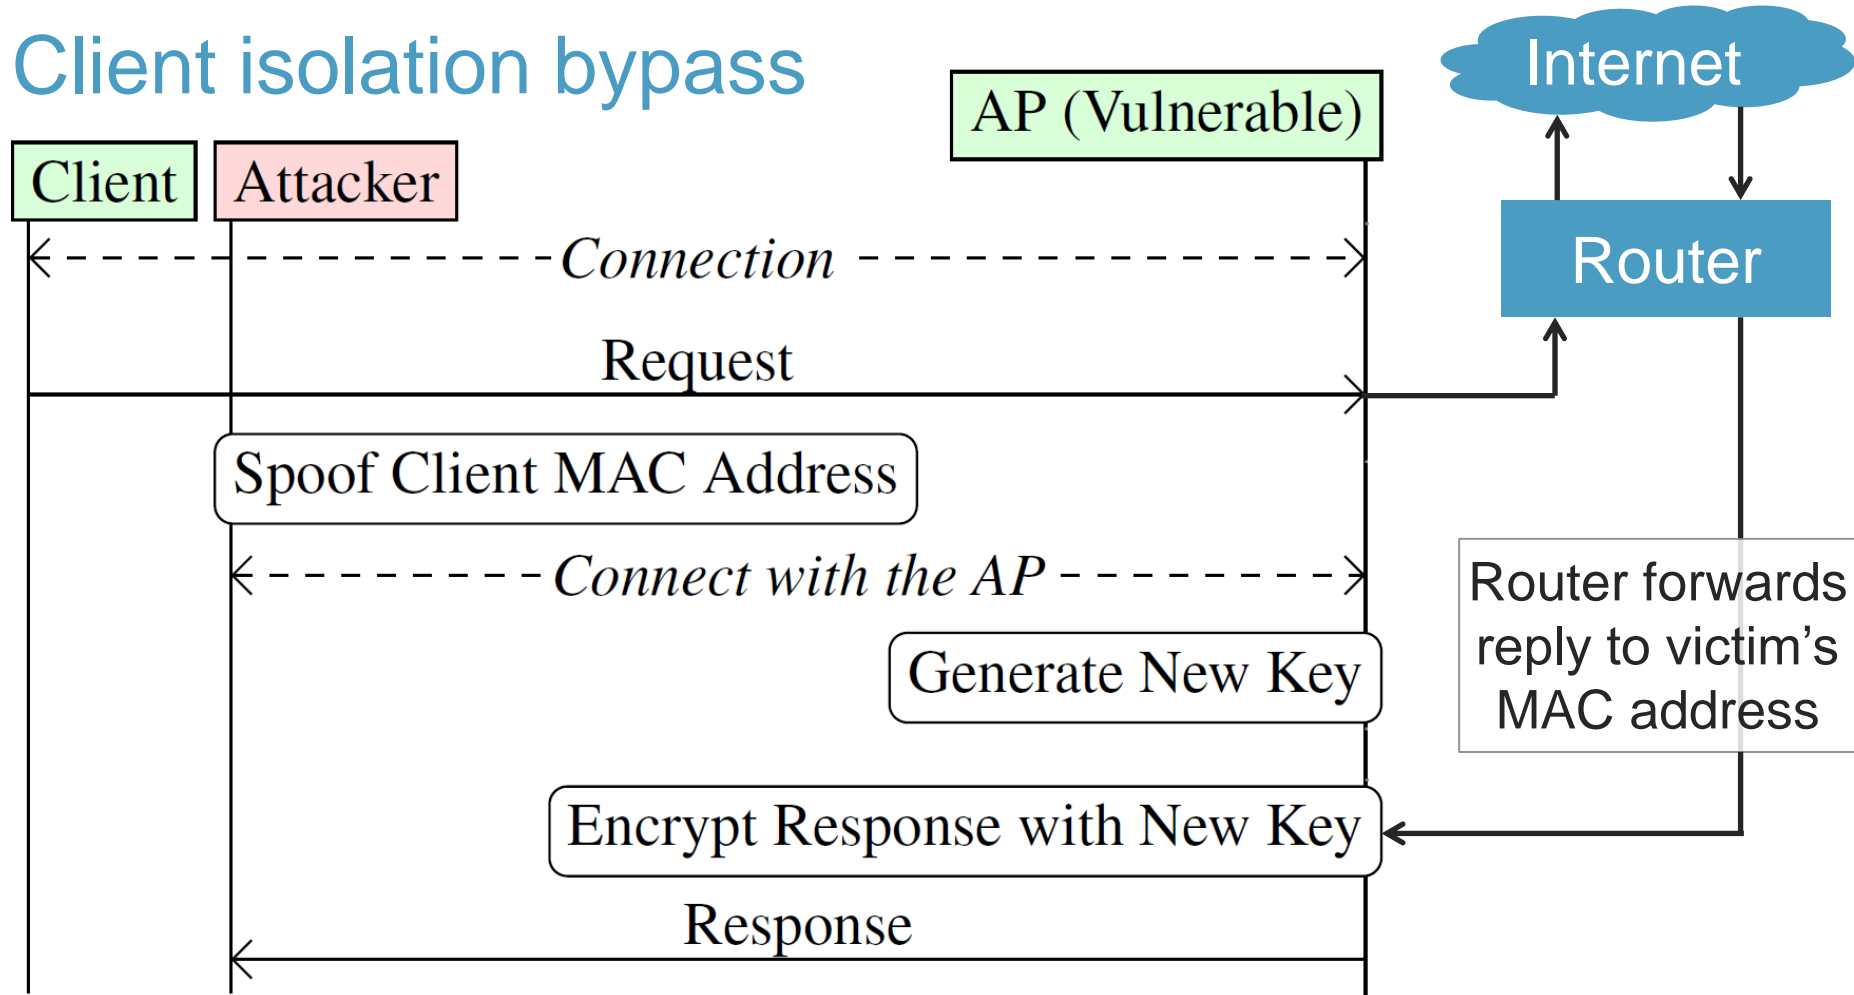 Client isolation bypass
Internet
AP (Vulnerable)
Client
Attacker
Router
Connection
Request
Spoof Client MAC Address
Connect with the AP
Router forwards
reply to victim’s
MAC address
Generate New Key
Encrypt Response with New Key
Response